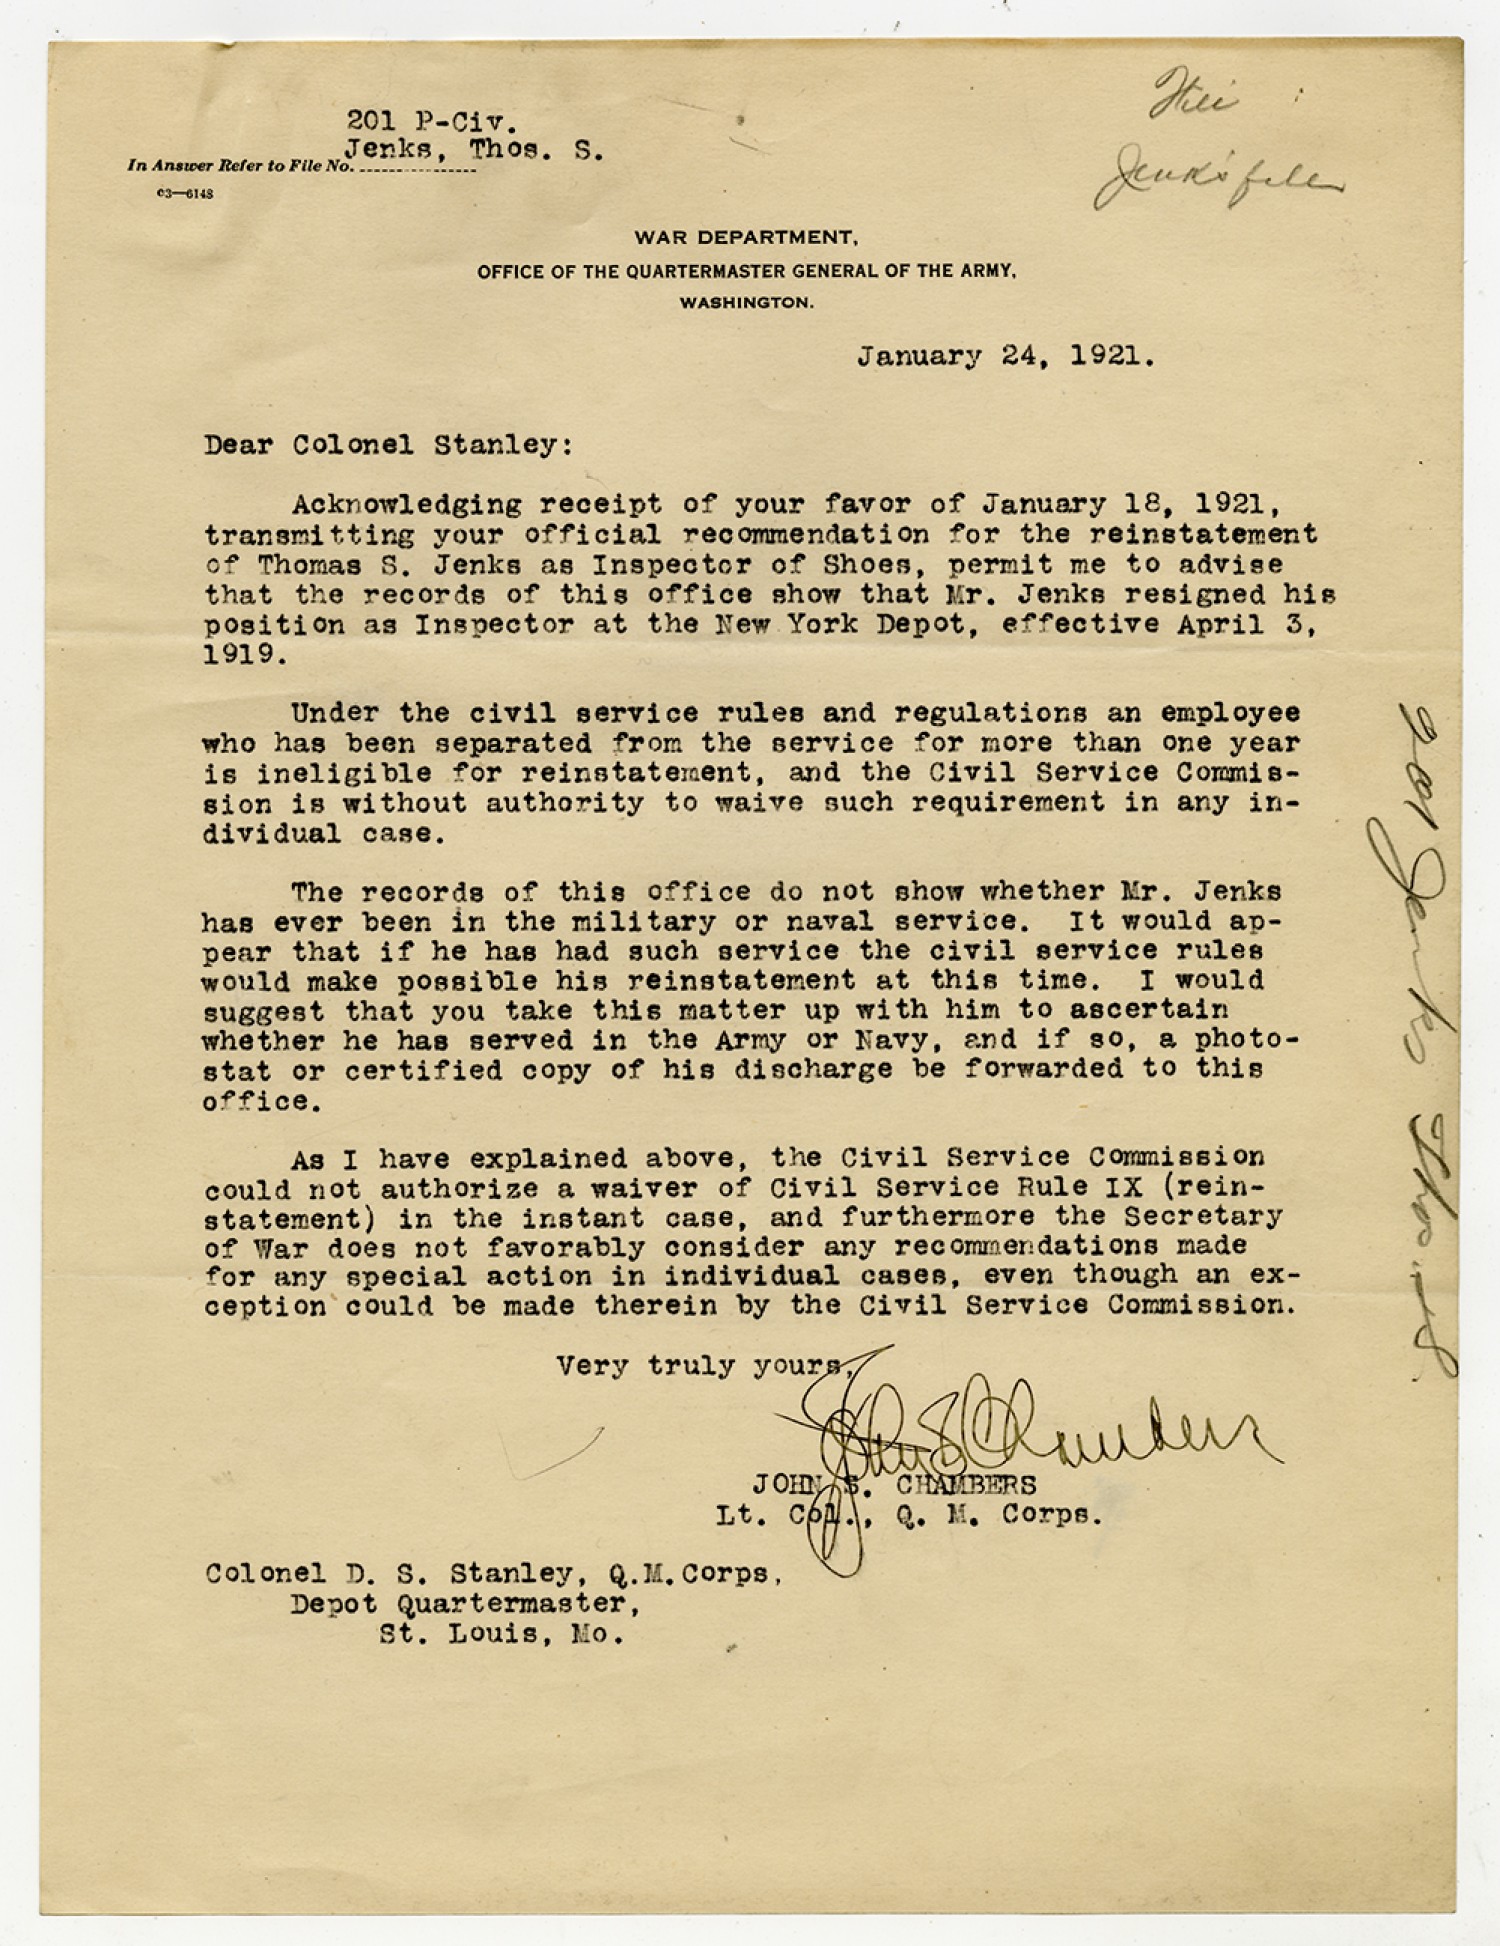 201 P-Civ.
Jenks, Thos. S.
In Answer Refer to File No.
03—6148
Jenks file
WAR DEPARTMENT,
OFFICE OF THE QUARTERMASTER GENERAL OF THE ARMY,
WASHINGTON.
January 24, 1921.
Dear Colonel Stanley:
Acknowledging receipt of your favor of January 18, 1921,
transmitting your official recommendation for the reinstatement
of Thomas S. Jenks as Inspector of Shoes, permit me to advise
that the records of this office show that Mr. Jenks resigned his
position as Inspector at the New York Depot, effective April 3,
1919.
Under the civil service rules and regulations an employee
who has been separated from the service for more than one year
is ineligible for reinstatement, and the Civil Service Commis-
sion is without authority to waive such requirement in any in-
dividual case.
The records of this office do not show whether Mr. Jenks
has ever been in the military or naval service. It would ap-
pear that if he has had such service the civil service rules
would make possible his reinstatement at this time. I would
suggest that you take this matter up with him to ascertain
whether he has served in the Army or Navy, and if so, a photo-
stat or certified copy of his discharge be forwarded to this
office.
As I have explained above, the Civil Service Commission
could not authorize a waiver of Civil Service Rule IX (rein-
statement) in the instant case, and furthermore the Secretary
of War does not favorably consider any recommendations made
for any special action in individual cases, even though an ex-
ception could be made therein by the Civil Service Commission.
Very truly yours,
John S Chambers
JOHN S. CHAMBERS
Lt. Col., Q. M. Corps.
Colonel D. S. Stanley, Q.M.Corps,
Depot Quartermaster,
St. Louis, Mo.
201 Jenks Thos S